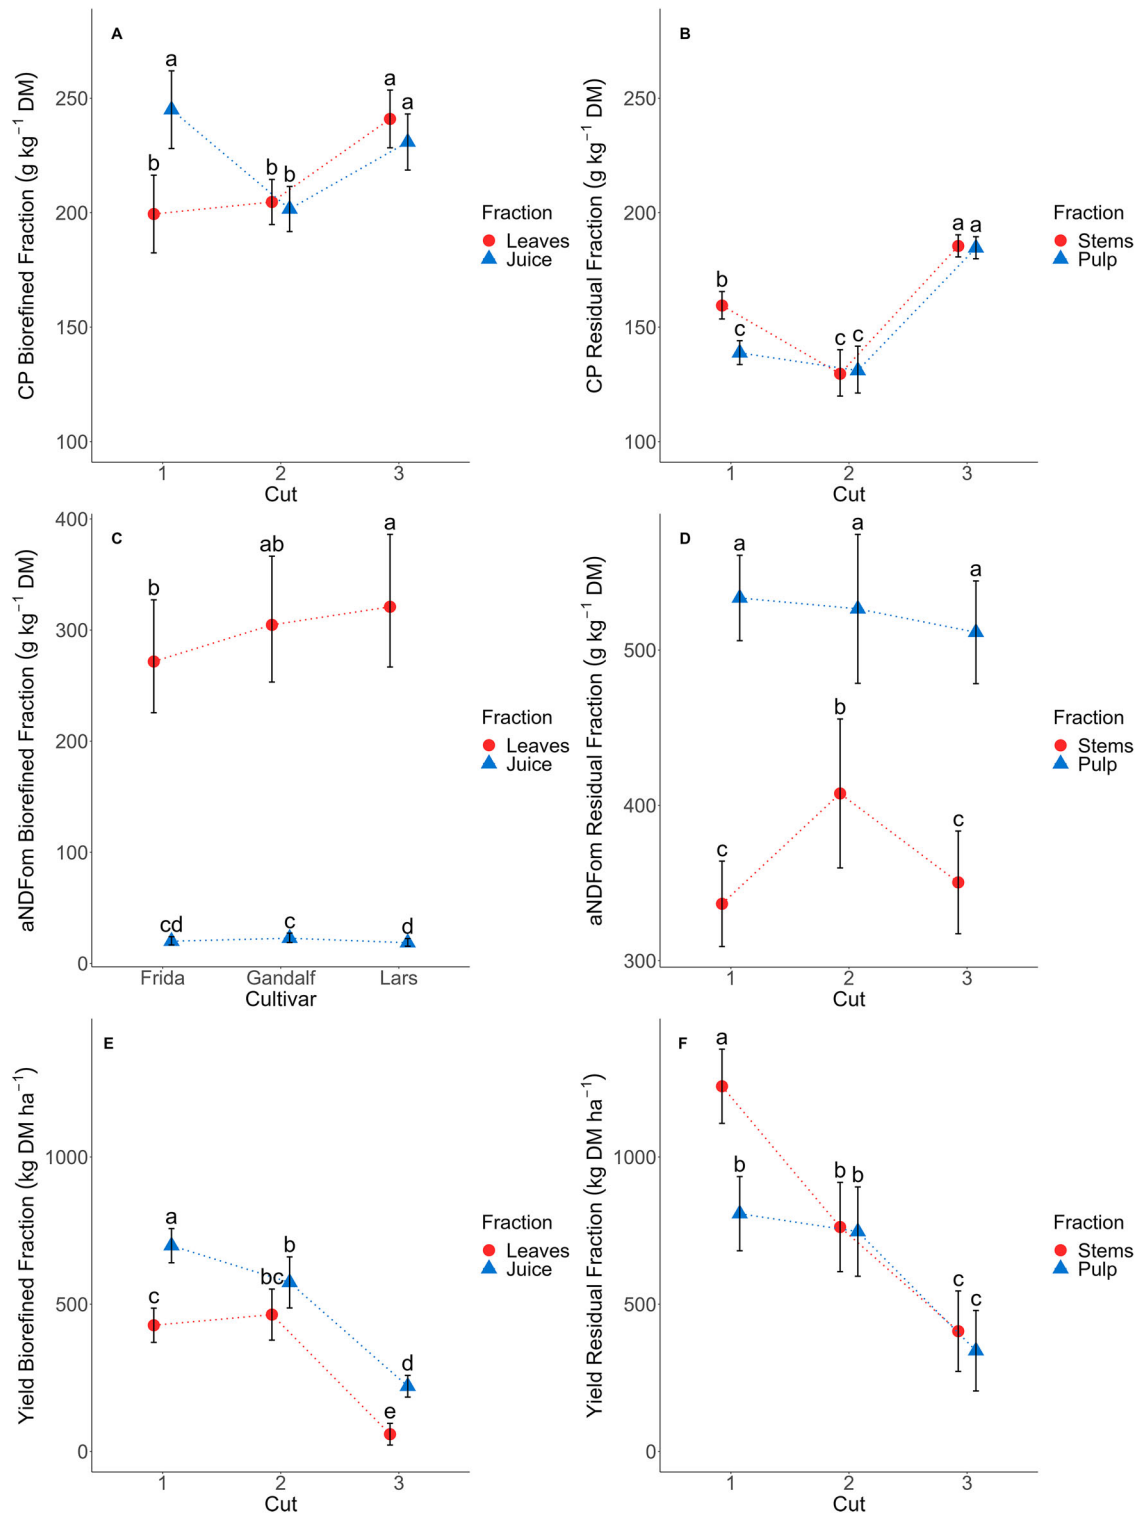 A
CP Biorefined Fraction (g kg⁻¹ DM)
250
200
150
100
a
b
b
b
a
a
1
2
3
Cut
Fraction
Leaves
Juice
B
CP Residual Fraction (g kg⁻¹ DM)
250
200
150
100
b
c
c
c
a
a
1
2
3
Cut
Fraction
Stems
Pulp
C
aNDFom Biorefined Fraction (g kg⁻¹ DM)
400
300
200
100
0
b
ab
a
cd
c
d
Frida
Gandalf
Lars
Cultivar
Fraction
Leaves
Juice
D
aNDFom Residual Fraction (g kg⁻¹ DM)
500
400
300
a
a
a
c
b
c
1
2
3
Cut
Fraction
Stems
Pulp
E
Yield Biorefined Fraction (kg DM ha⁻¹)
1000
500
0
c
a
bc
b
e
d
1
2
3
Cut
Fraction
Leaves
Juice
F
Yield Residual Fraction (kg DM ha⁻¹)
1000
500
0
a
b
b
b
c
c
1
2
3
Cut
Fraction
Stems
Pulp